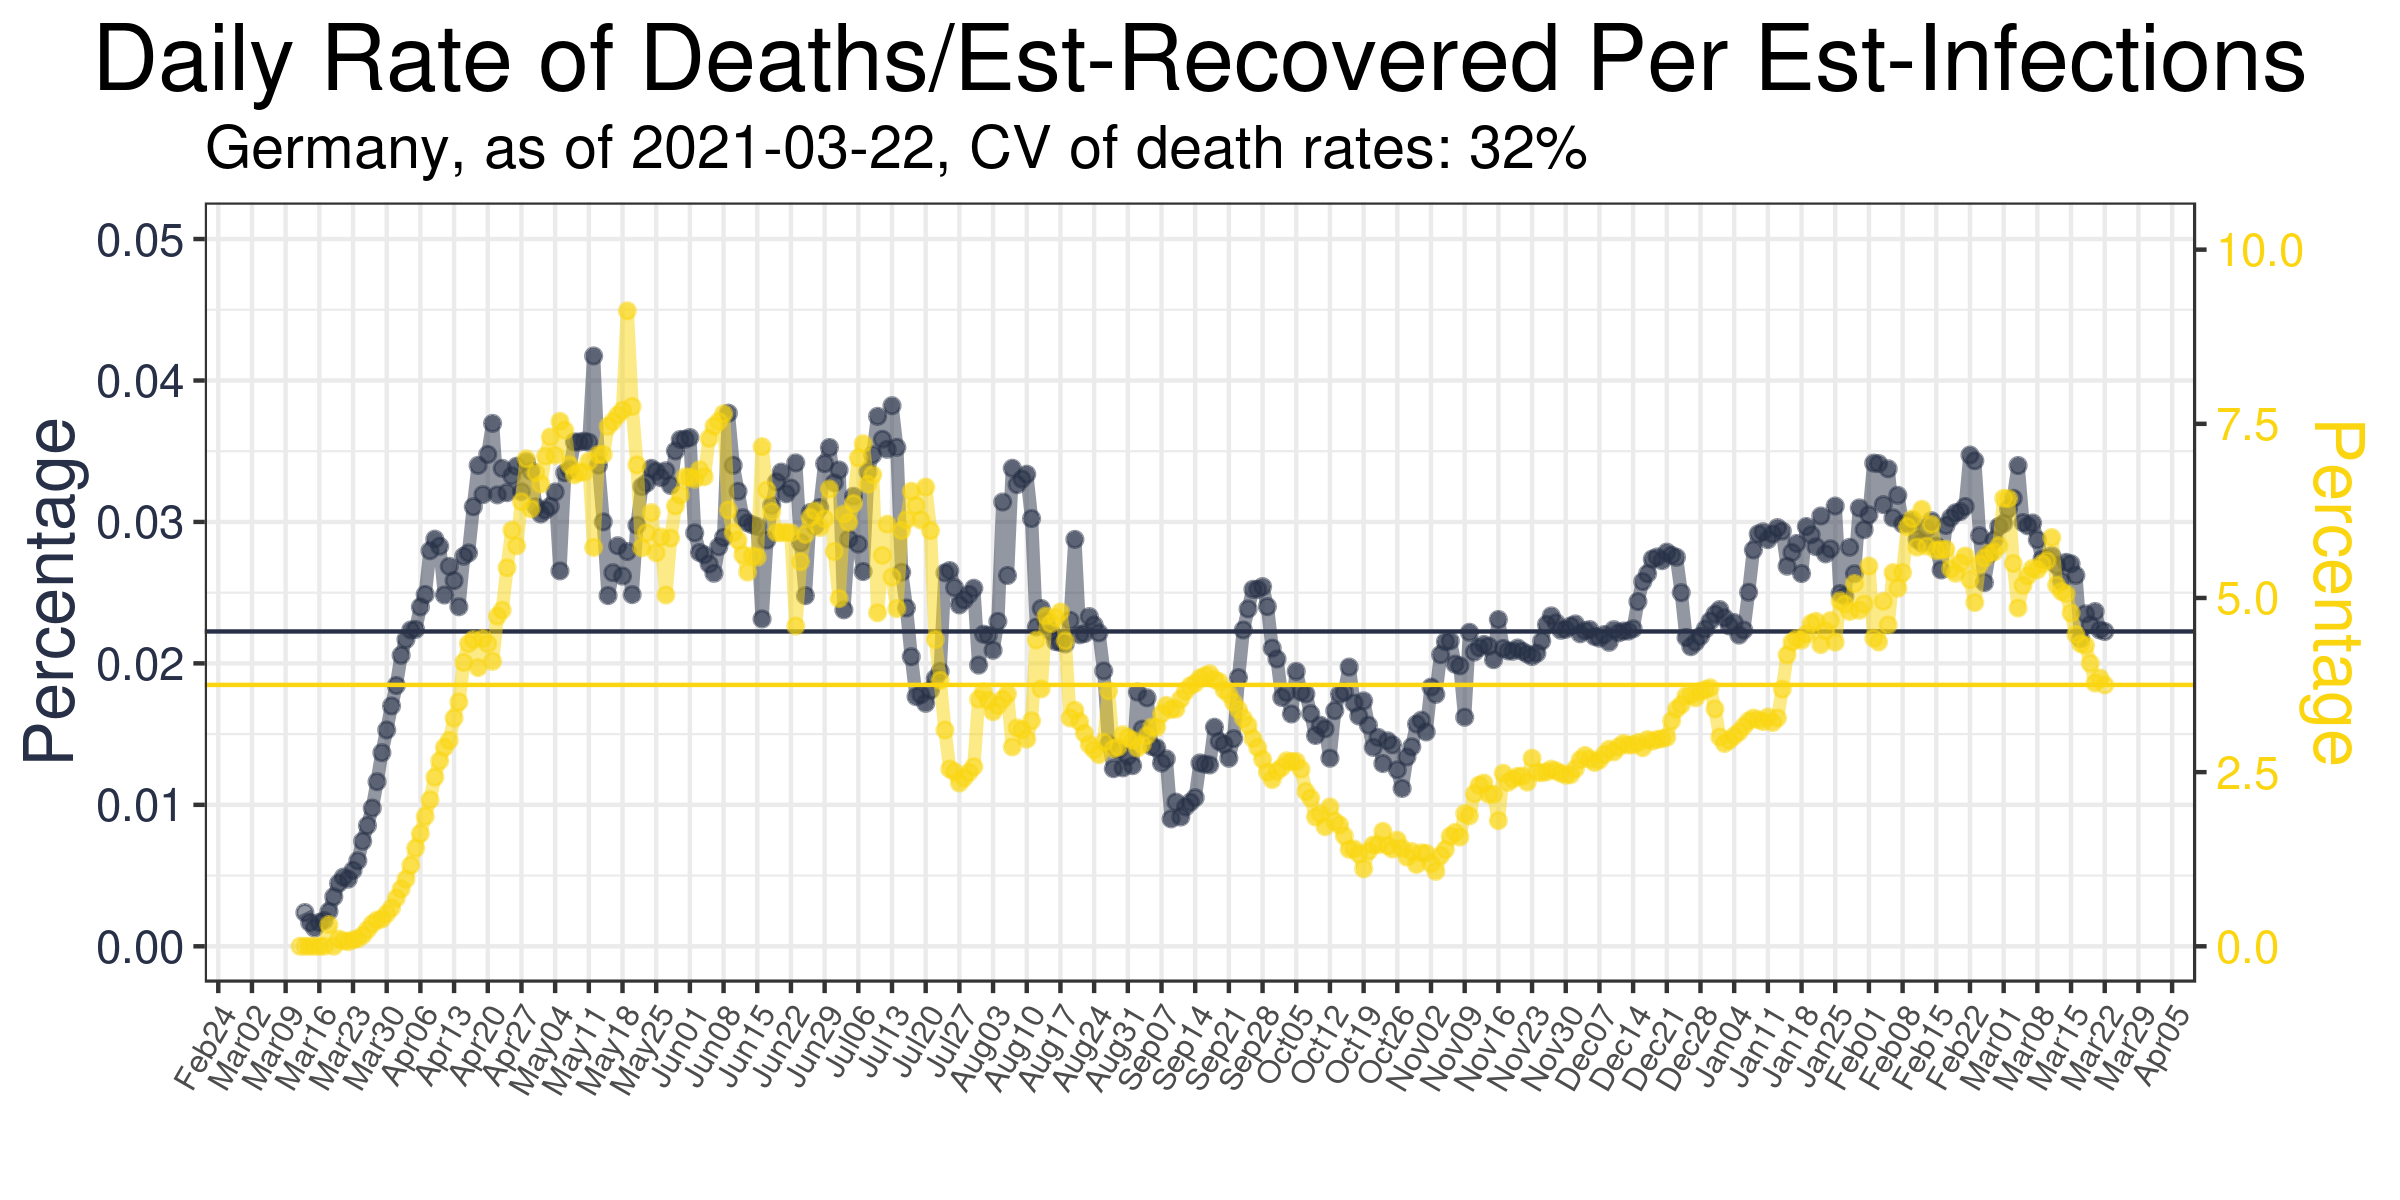 Daily Rate of Deaths/Est-Recovered Per Est-Infections
Germany, as of 2021-03-22, CV of death rates: 32%
Percentage
0.05
0.04
0.03
0.02
0.01
0.00
10.0
7.5
5.0
2.5
0.0
Percentage
Feb24
Mar02
Mar09
Mar16
Mar23
Mar30
Apr06
Apr13
Apr20
Apr27
May04
May11
May18
May25
Jun01
Jun08
Jun15
Jun22
Jun29
Jul06
Jul13
Jul20
Jul27
Aug03
Aug10
Aug17
Aug24
Aug31
Sep07
Sep14
Sep21
Sep28
Oct05
Oct12
Oct19
Oct26
Nov02
Nov09
Nov16
Nov23
Nov30
Dec07
Dec14
Dec21
Dec28
Jan04
Jan11
Jan18
Jan25
Feb01
Feb08
Feb15
Feb22
Mar01
Mar08
Mar15
Mar22
Mar29
Apr05